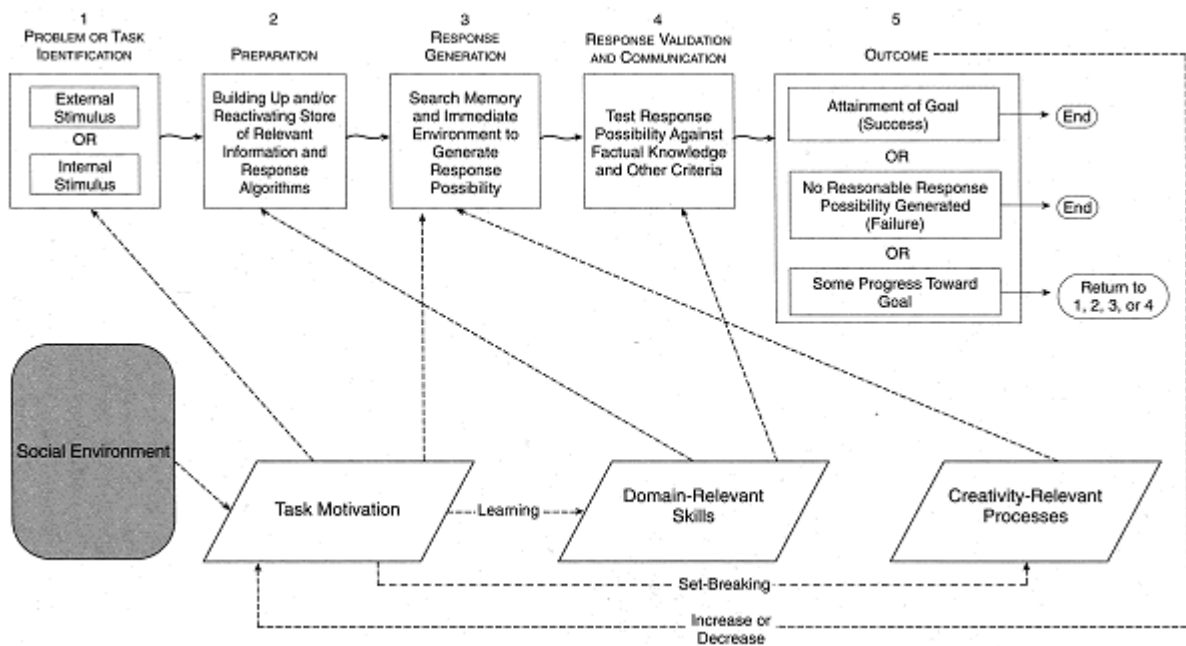 1
PROBLEM OR TASK
IDENTIFICATION
External
Stimulus
OR
Internal
Stimulus
2
PREPARATION
Building Up and/or
Reactivating Store
of Relevant
Information and
Response
Algorithms
3
RESPONSE
GENERATION
Search Memory
and Immediate
Environment to
Generate
Response
Possibility
4
RESPONSE VALIDATION
AND COMMUNICATION
Test Response
Possibility Against
Factual Knowledge
and Other Criteria
5
OUTCOME
Attainment of Goal
(Success)
End
OR
No Reasonable Response
Possibility Generated
(Failure)
End
OR
Some Progress Toward
Goal
Return to
1, 2, 3, or 4
Social Environment
Task Motivation
Learning
Domain-Relevant
Skills
Creativity-Relevant
Processes
Set-Breaking
Increase or
Decrease